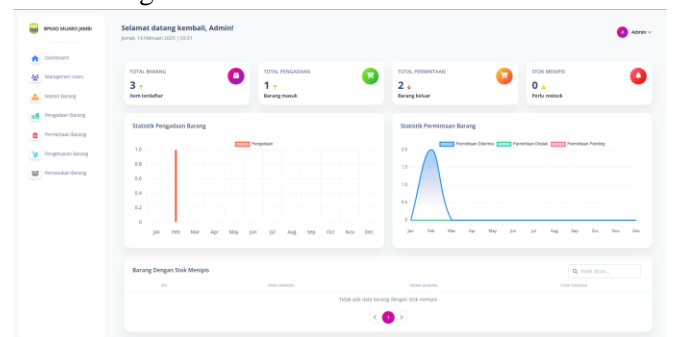 BPKAD MUARO JAMBI
Selamat datang kembali, Admin!
Jumat, 14 Februari 2025 | 05.51
A Admin
Dashboard
Manajemen Users
Master Barang
Pengadaan Barang
Permintaan Barang
Pengeluaran Barang
Pemasukan Barang
TOTAL BARANG
3
Item terdaftar
TOTAL PENGADAAN
1
Barang masuk
TOTAL PERMINTAAN
2
Barang keluar
STOK MENIPIS
0
Perlu restock
Statistik Pengadaan Barang
Pengadaan
1.0
0.8
0.6
0.4
0.2
0
Jan Feb Mar Apr May Jun Jul Aug Sep Oct Nov Dec
Statistik Permintaan Barang
Permintaan Diterima Permintaan Ditolak Permintaan Pending
2.0
1.5
1.0
0.5
0
Jan Feb Mar Apr May Jun Jul Aug Sep Oct Nov Dec
Barang Dengan Stok Menipis
Ketik disini...
NO KODE BARANG NAMA BARANG STOK BARANG
Tidak ada data barang dengan stok menipis
< 1 >